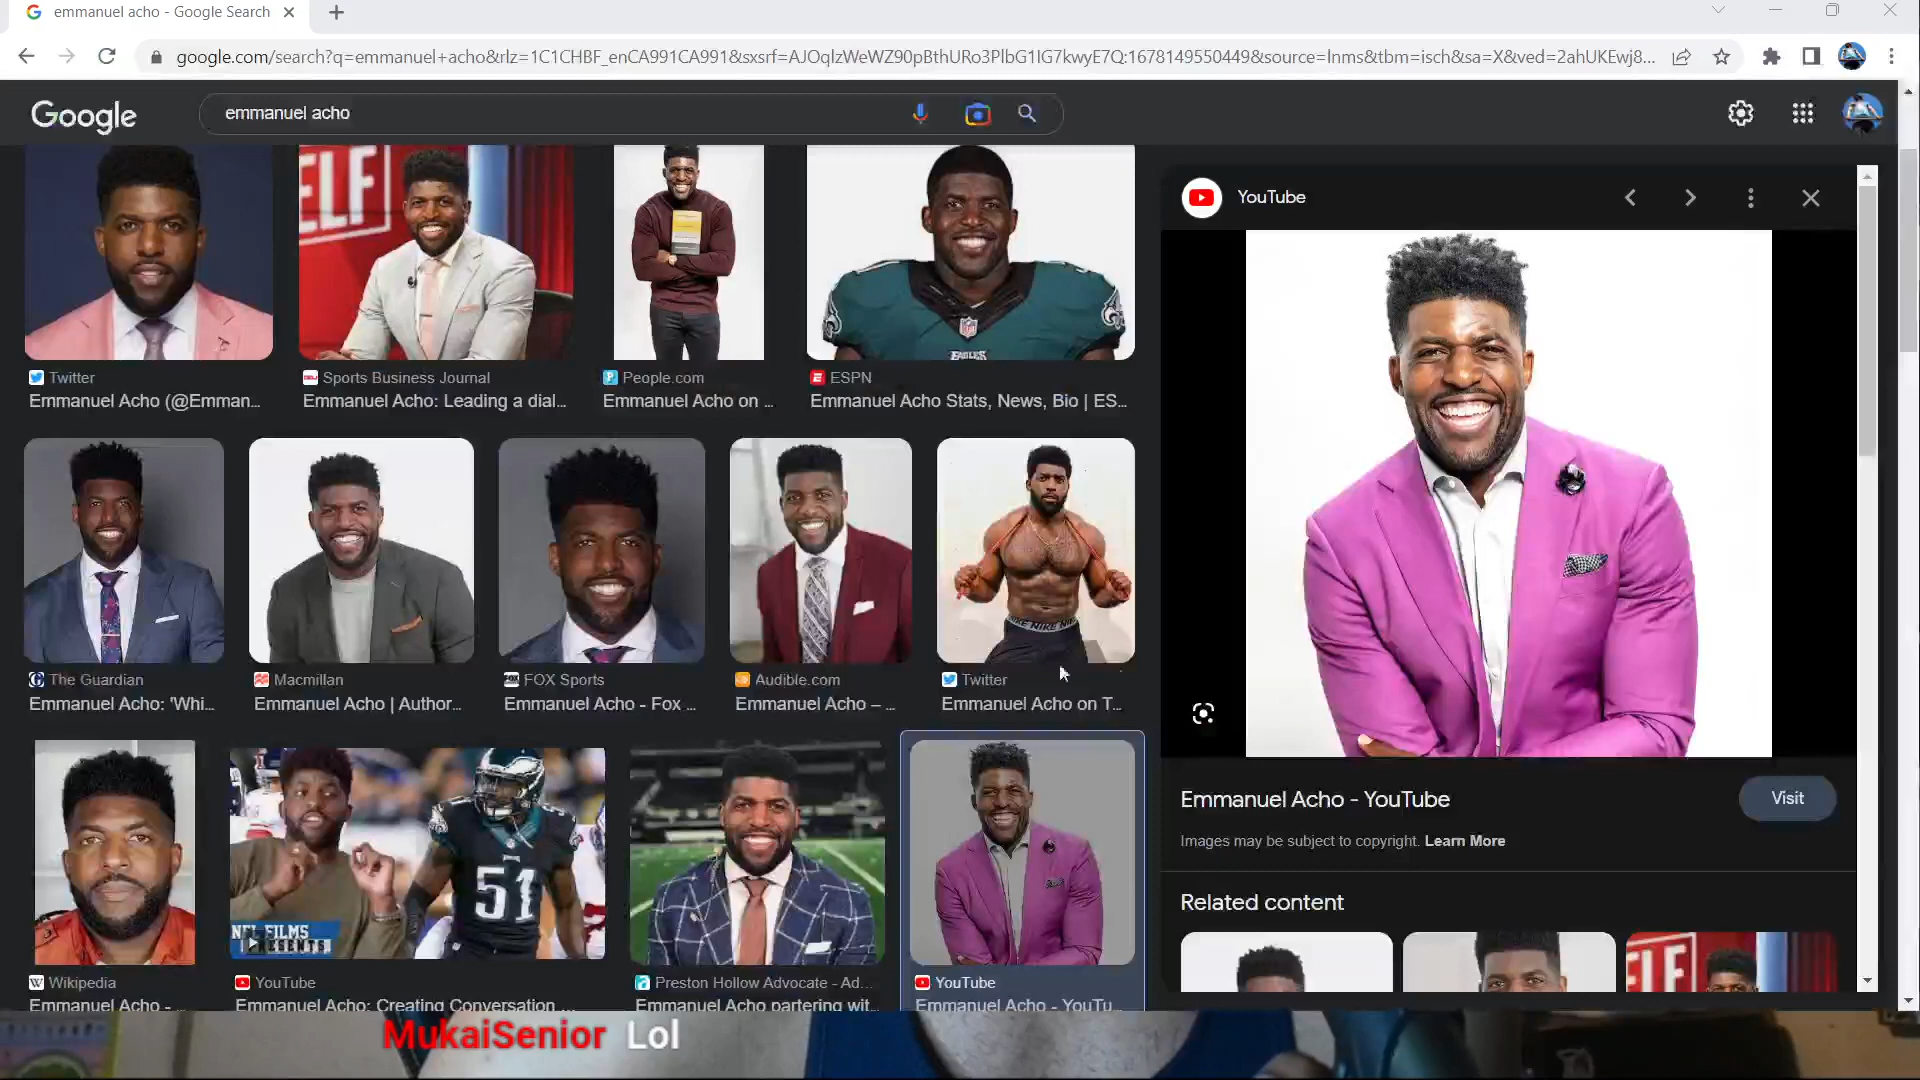 emmanuel acho - Google Search
google.com/search?q=emmanuel+acho&rlz=1C1CHBF_enCA991CA991&sxsrf=AJOqlzWeWZ90pBthURo3PlbG1IG7kwyE7Q:1678149550449&source=lnms&tbm=isch&sa=X&ved=2ahUKEwj8...
Google
emmanuel acho
YouTube
ELF
ELF
EAGLES
Twitter
Sports Business Journal
People.com
ESPN
Emmanuel Acho (@Emman...
Emmanuel Acho: Leading a dial...
Emmanuel Acho on ...
Emmanuel Acho Stats, News, Bio | ES...
The Guardian
Macmillan
FOX Sports
Audible.com
Twitter
Emmanuel Acho: 'Whi...
Emmanuel Acho | Author...
Emmanuel Acho - Fox ...
Emmanuel Acho – ...
Emmanuel Acho on T...
Emmanuel Acho - YouTube
Visit
Images may be subject to copyright. Learn More
Related content
51
NFL FILMS
PRESENTS
Wikipedia
YouTube
Preston Hollow Advocate - Ad...
YouTube
Emmanuel Acho - ...
Emmanuel Acho: Creating Conversation ...
Emmanuel Acho partering wit...
Emmanuel Acho - YouTu...
MukaiSenior Lol